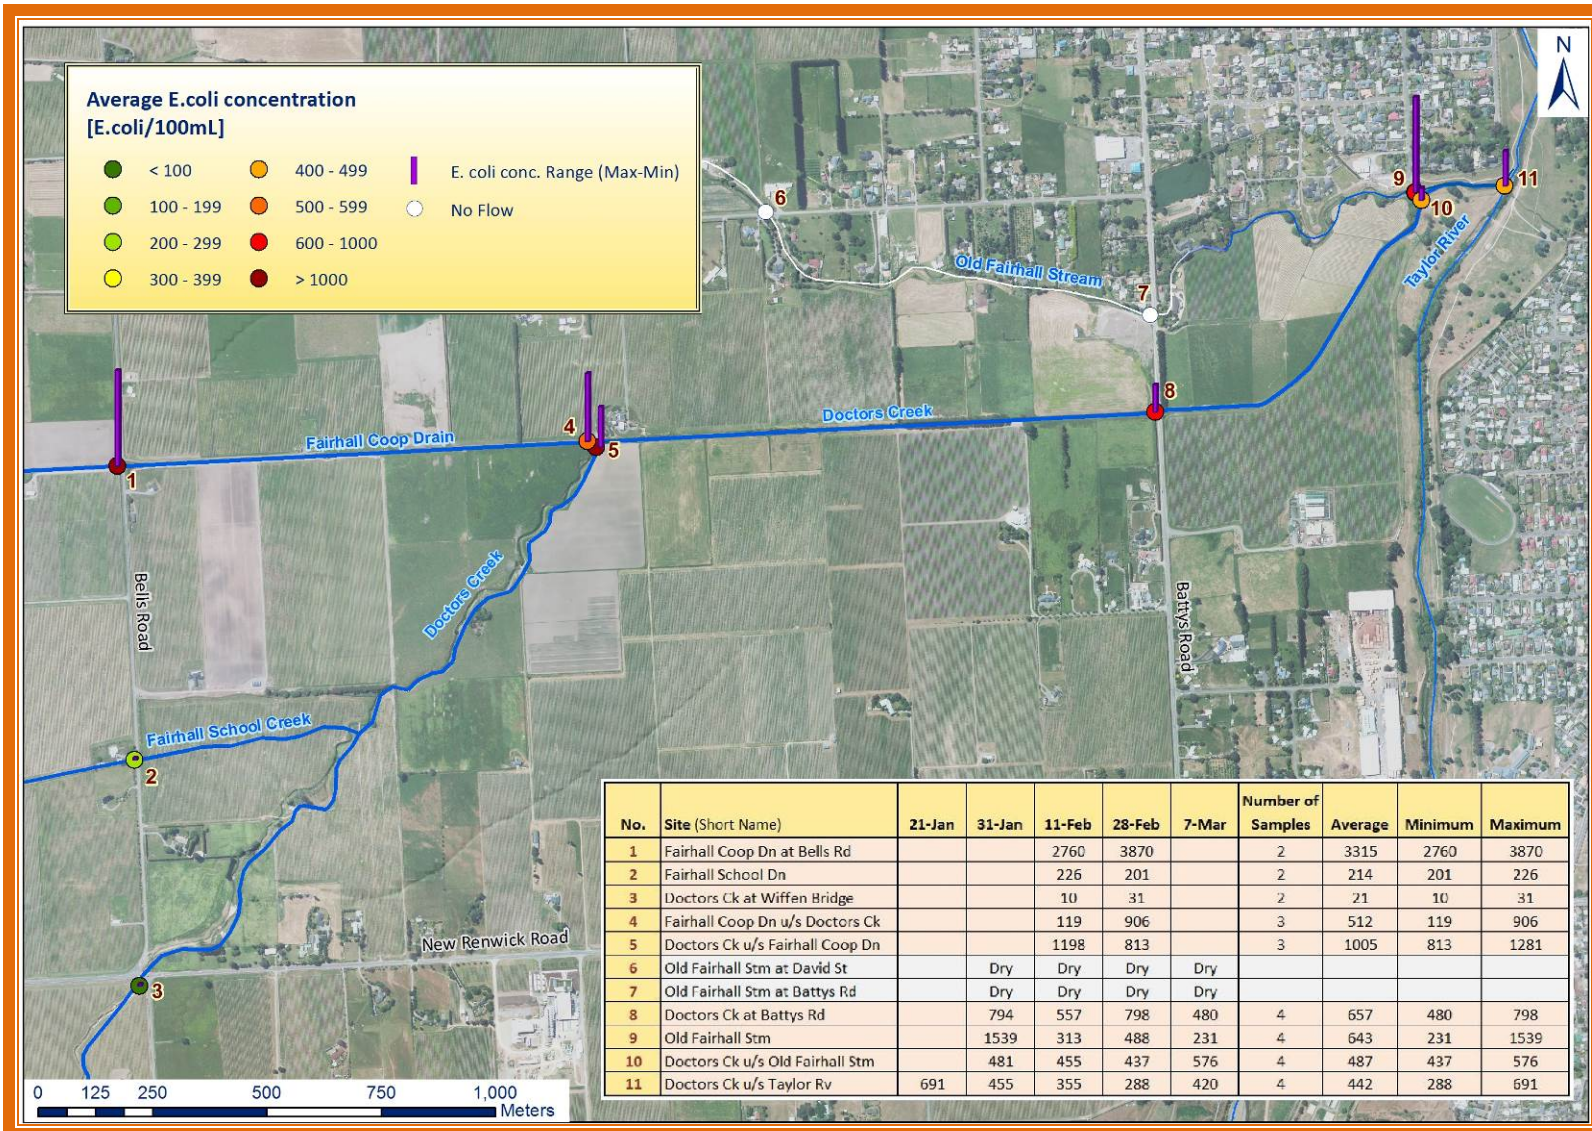 N
Average E.coli concentration
[E.coli/100mL]
< 100
400 - 499
E. coli conc. Range (Max-Min)
100 - 199
500 - 599
No Flow
200 - 299
600 - 1000
300 - 399
> 1000
6
9
11
10
Old Fairhall Stream
Taylor River
7
8
Doctors Creek
4
Fairhall Coop Drain
5
1
Bells Road
Doctors Creek
Battys Road
Fairhall School Creek
2
New Renwick Road
3
No. Site (Short Name) 21-Jan 31-Jan 11-Feb 28-Feb 7-Mar Number of Samples Average Minimum Maximum
1 Fairhall Coop Dn at Bells Rd 2760 3870 2 3315 2760 3870
2 Fairhall School Dn 226 201 2 214 201 226
3 Doctors Ck at Wiffen Bridge 10 31 2 21 10 31
4 Fairhall Coop Dn u/s Doctors Ck 119 906 3 512 119 906
5 Doctors Ck u/s Fairhall Coop Dn 1198 813 3 1005 813 1281
6 Old Fairhall Stm at David St Dry Dry Dry Dry
7 Old Fairhall Stm at Battys Rd Dry Dry Dry Dry
8 Doctors Ck at Battys Rd 794 557 798 480 4 657 480 798
9 Old Fairhall Stm 1539 313 488 231 4 643 231 1539
10 Doctors Ck u/s Old Fairhall Stm 481 455 437 576 4 487 437 576
11 Doctors Ck u/s Taylor Rv 691 455 355 288 420 4 442 288 691
0 125 250 500 750 1,000
Meters